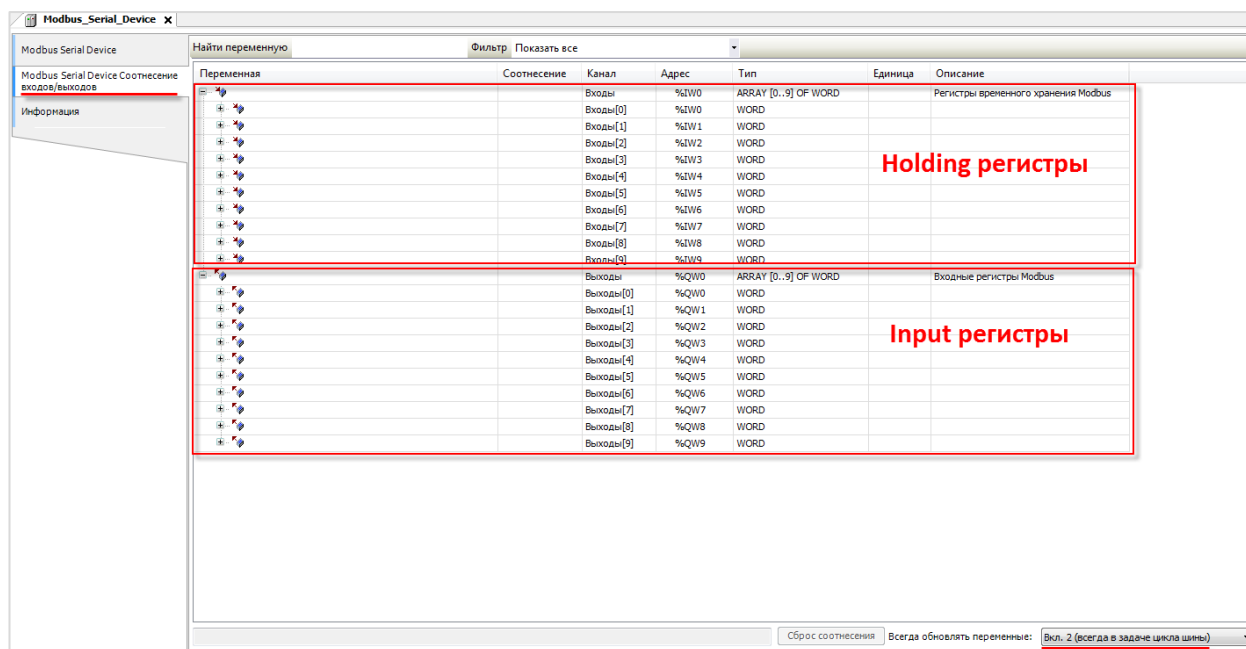 Modbus_Serial_Device x
Modbus Serial Device
Modbus Serial Device Соотнесение
входов/выходов
Информация
Найти переменную Фильтр Показать все
Переменная Соотнесение Канал Адрес Тип Единица Описание
Входы %IW0 ARRAY [0..9] OF WORD Регистры временного хранения Modbus
Входы[0] %IW0 WORD
Входы[1] %IW1 WORD
Входы[2] %IW2 WORD
Входы[3] %IW3 WORD
Holding регистры
Входы[4] %IW4 WORD
Входы[5] %IW5 WORD
Входы[6] %IW6 WORD
Входы[7] %IW7 WORD
Входы[8] %IW8 WORD
Входы[9] %IW9 WORD
Выходы %QW0 ARRAY [0..9] OF WORD Входные регистры Modbus
Выходы[0] %QW0 WORD
Выходы[1] %QW1 WORD
Выходы[2] %QW2 WORD
Input регистры
Выходы[3] %QW3 WORD
Выходы[4] %QW4 WORD
Выходы[5] %QW5 WORD
Выходы[6] %QW6 WORD
Выходы[7] %QW7 WORD
Выходы[8] %QW8 WORD
Выходы[9] %QW9 WORD
Сброс соотнесения Всегда обновлять переменные: Вкл. 2 (всегда в задаче цикла шины)